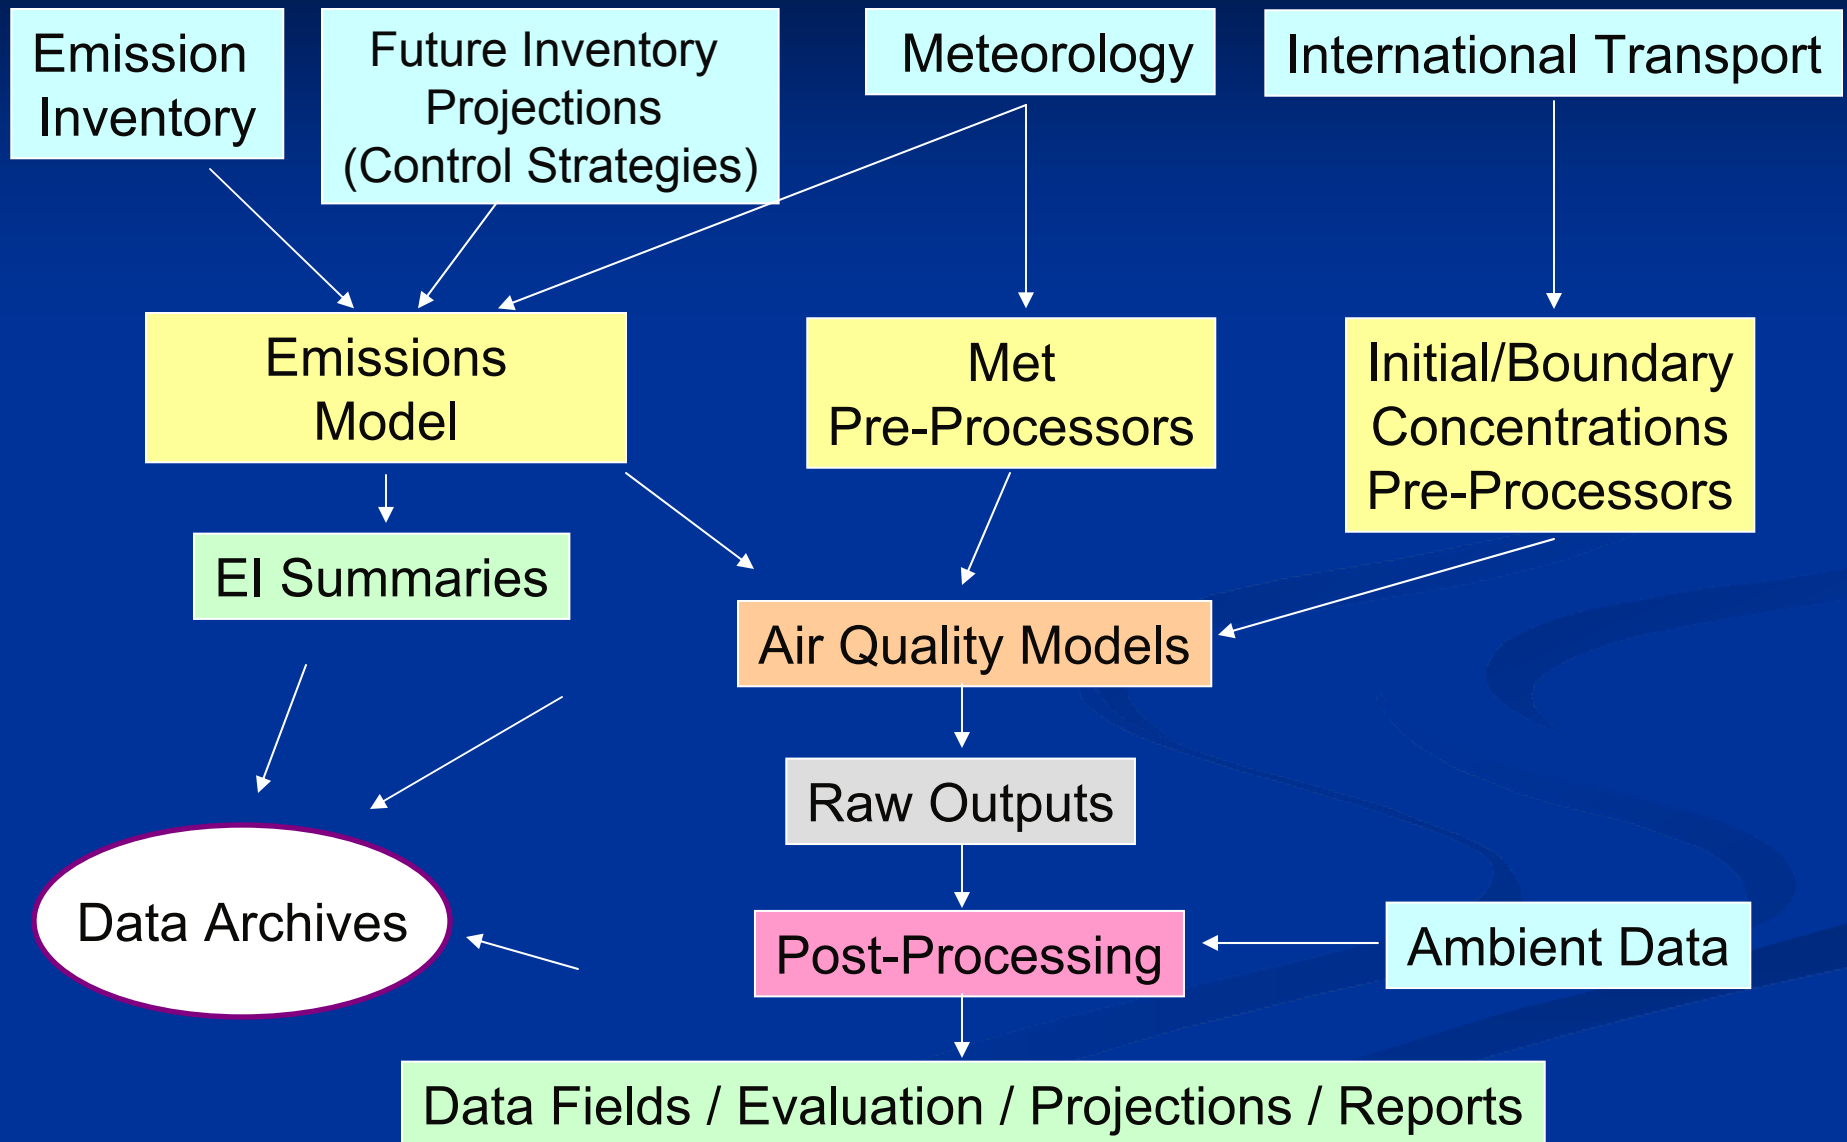 Emission
Inventory
Future Inventory
Projections
(Control Strategies)
Meteorology
International Transport
Emissions
Model
Met
Pre-Processors
Initial/Boundary
Concentrations
Pre-Processors
EI Summaries
Air Quality Models
Raw Outputs
Data Archives
Post-Processing
Ambient Data
Data Fields / Evaluation / Projections / Reports